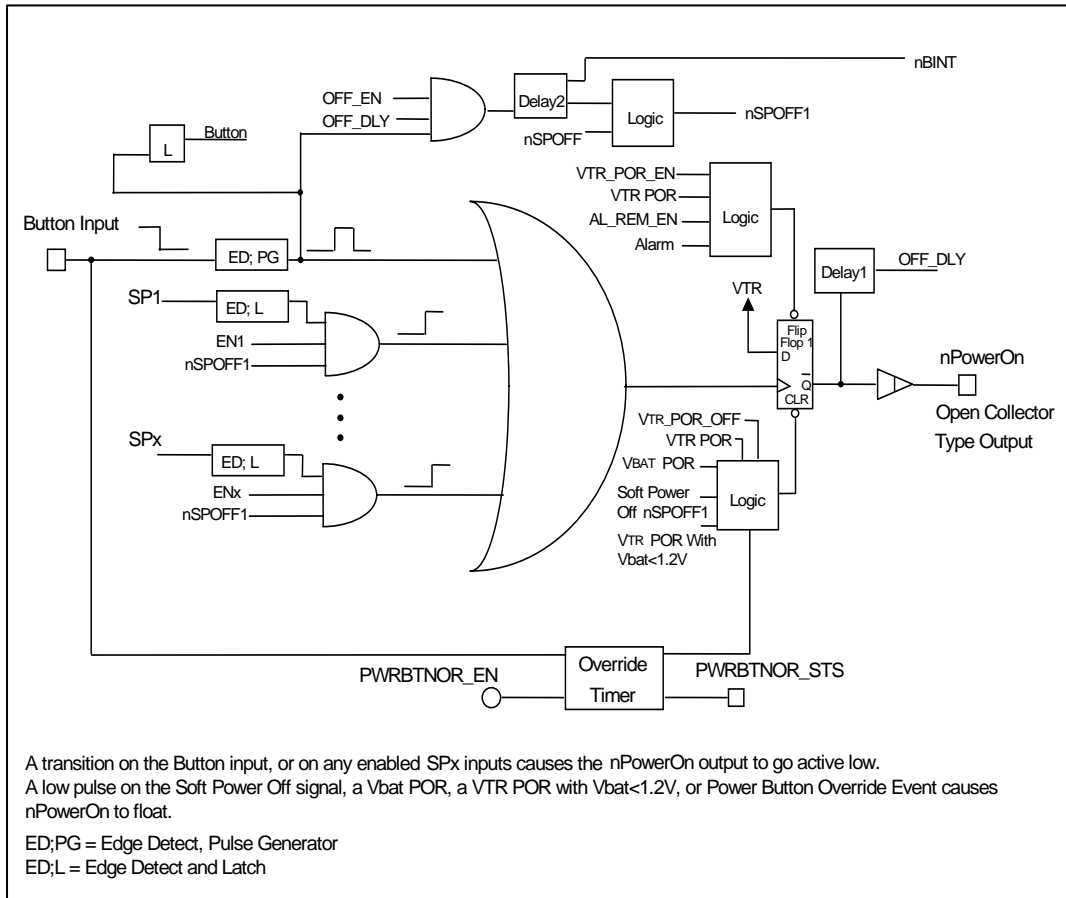 nBINT
OFF_EN
OFF_DLY
Delay2
Logic
nSPOFF1
nSPOFF
L
Button
VTR_POR_EN
VTR POR
AL_REM_EN
Alarm
Logic
Button Input
ED; PG
Delay1
OFF_DLY
VTR
SP1
ED; L
EN1
nSPOFF1
Flip
Flop 1
D
Q
CLR
nPowerOn
Open Collector
Type Output
SPx
ED; L
ENx
nSPOFF1
VTR_POR_OFF
VTR POR
VBAT POR
Soft Power
Off nSPOFF1
VTR POR With
Vbat<1.2V
Logic
PWRBTNOR_EN
Override
Timer
PWRBTNOR_STS
A transition on the Button input, or on any enabled SPx inputs causes the nPowerOn output to go active low.
A low pulse on the Soft Power Off signal, a Vbat POR, a VTR POR with Vbat<1.2V, or Power Button Override Event causes
nPowerOn to float.
ED;PG = Edge Detect, Pulse Generator
ED;L = Edge Detect and Latch